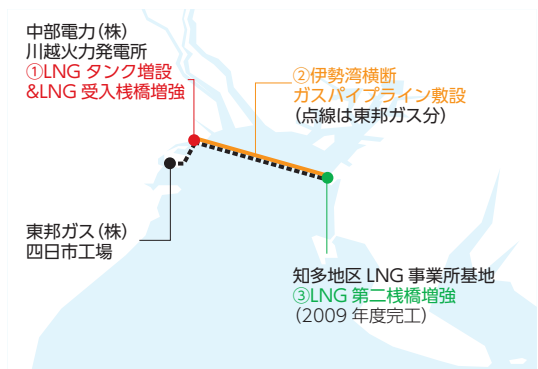 中部電力(株)
川越火力発電所
①LNG タンク増設
&LNG 受入桟橋増強
②伊勢湾横断
ガスパイプライン敷設
(点線は東邦ガス分)
東邦ガス(株)
四日市工場
知多地区 LNG 事業所基地
③LNG 第二桟橋増強
(2009 年度完工)